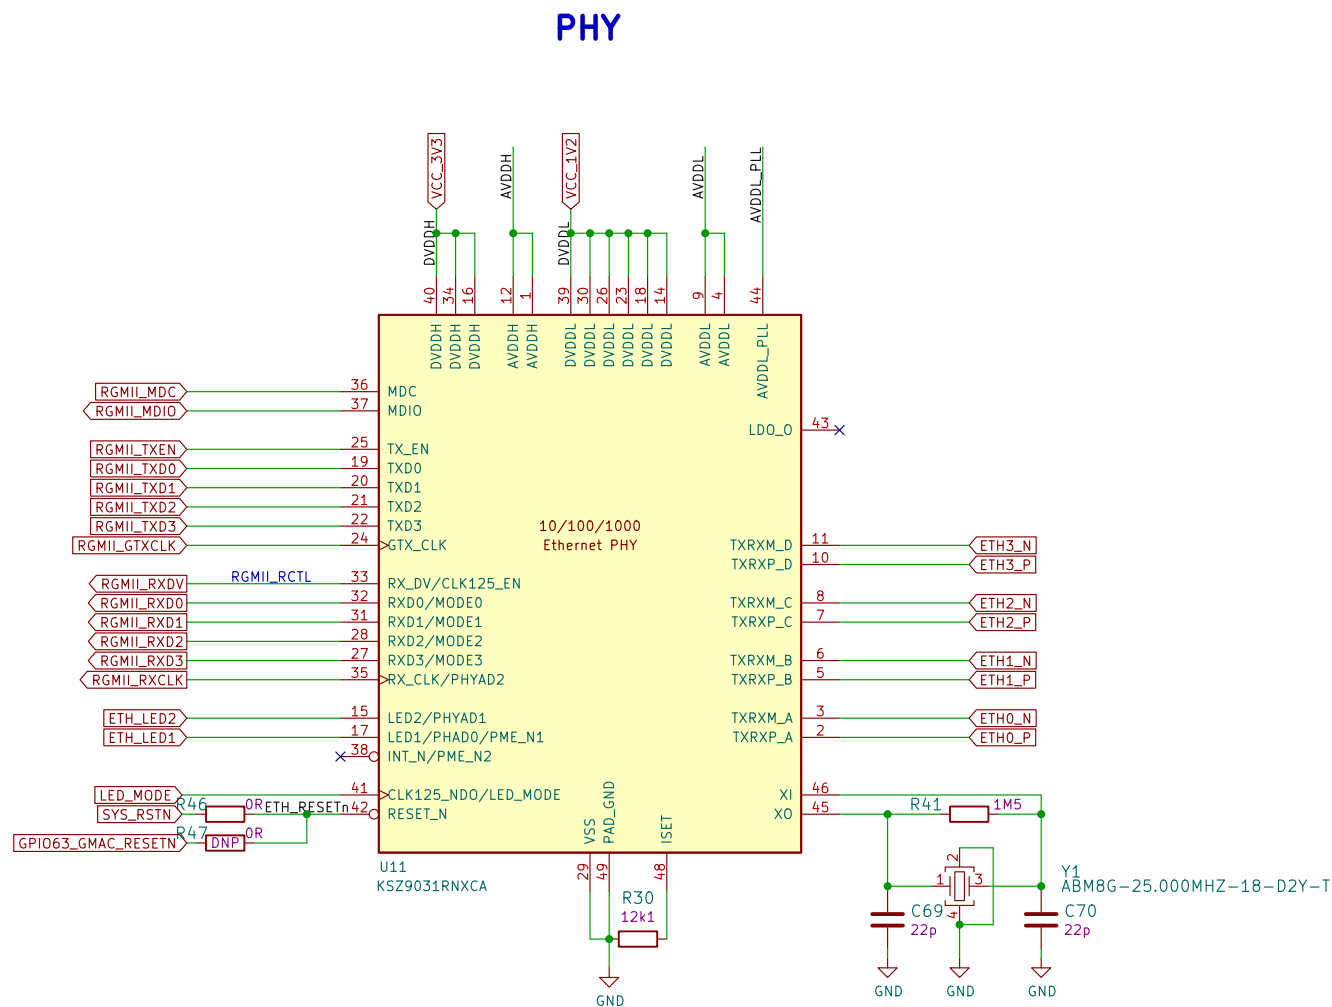 PHY
VCC_3V3
AVDDH
VCC_1V2
AVDDL
AVDDL_PLL
DVDDH
DVDDL
40
34
16
12
1
39
30
26
23
18
14
9
4
44
DVDDH
DVDDH
DVDDH
AVDDH
AVDDH
DVDDL
DVDDL
DVDDL
DVDDL
DVDDL
DVDDL
AVDDL
AVDDL
AVDDL_PLL
RGMII_MDC 36 MDC
RGMII_MDIO 37 MDIO
LDO_O 43
RGMII_TXEN 25 TX_EN
RGMII_TXD0 19 TXD0
RGMII_TXD1 20 TXD1
RGMII_TXD2 21 TXD2
RGMII_TXD3 22 TXD3
10/100/1000
Ethernet PHY
RGMII_GTXCLK 24 GTX_CLK
TXRXM_D 11 ETH3_N
TXRXP_D 10 ETH3_P
RGMII_RCTL
RGMII_RXDV 33 RX_DV/CLK125_EN
RGMII_RXD0 32 RXD0/MODE0
TXRXM_C 8 ETH2_N
RGMII_RXD1 31 RXD1/MODE1
TXRXP_C 7 ETH2_P
RGMII_RXD2 28 RXD2/MODE2
RGMII_RXD3 27 RXD3/MODE3
TXRXM_B 6 ETH1_N
RGMII_RXCLK 35 RX_CLK/PHYAD2
TXRXP_B 5 ETH1_P
ETH_LED2 15 LED2/PHYAD1
TXRXM_A 3 ETH0_N
ETH_LED1 17 LED1/PHAD0/PME_N1
TXRXP_A 2 ETH0_P
38 INT_N/PME_N2
LED_MODE 41 CLK125_NDO/LED_MODE
XI 46
R46 0R ETH_RESETn
SYS_RSTN 42 RESET_N
XO 45
R41 1M5
R47 0R
GPIO63_GMAC_RESETN DNP
VSS
PAD_GND
ISET
29
49
48
U11
KSZ9031RNXCA
R30
12k1
GND
2
1
3
4
Y1
ABM8G-25.000MHZ-18-D2Y-T
C69
22p
C70
22p
GND
GND
GND